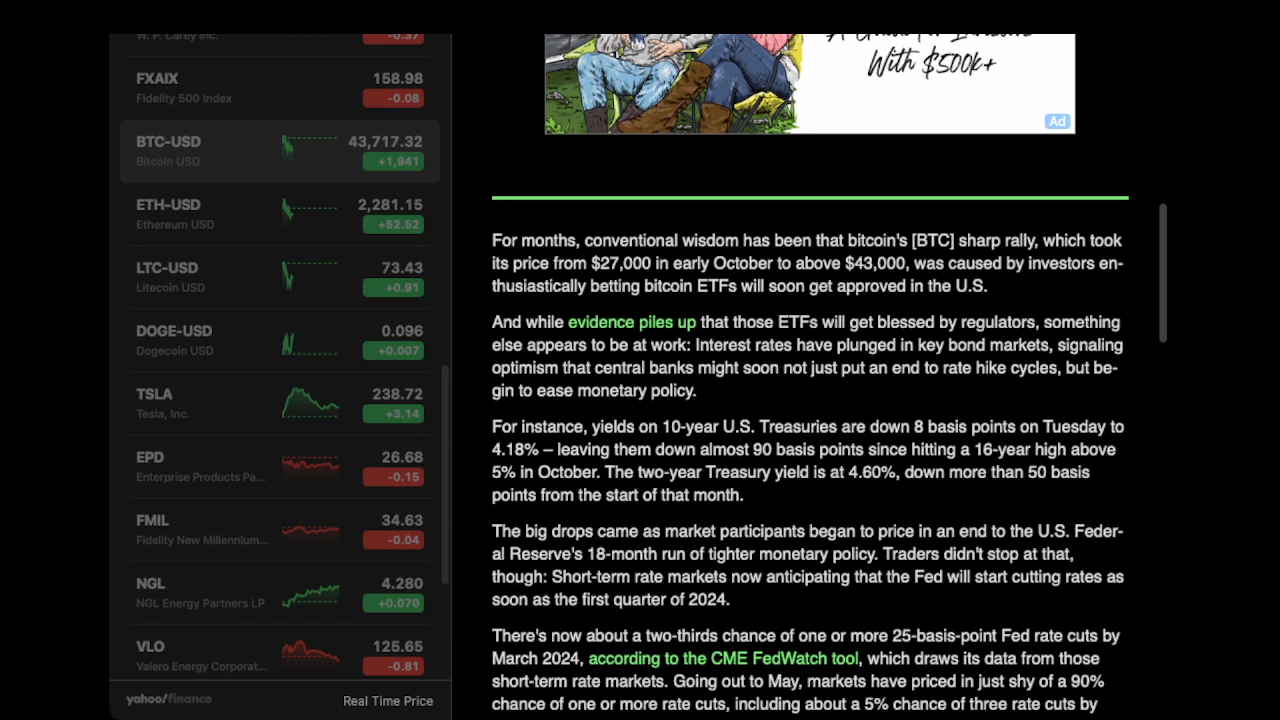 W. P. Carey Inc.
-0.37
FXAIX
158.98
Fidelity 500 Index
-0.08
BTC-USD
43,717.32
Bitcoin USD
+1,941
ETH-USD
2,281.15
Ethereum USD
+52.52
LTC-USD
73.43
Litecoin USD
+0.91
DOGE-USD
0.096
Dogecoin USD
+0.007
TSLA
238.72
Tesla, Inc.
+3.14
EPD
26.68
Enterprise Products Pa...
-0.15
FMIL
34.63
Fidelity New Millennium...
-0.04
NGL
4.280
NGL Energy Partners LP
+0.070
VLO
125.65
Valero Energy Corporat...
-0.81
yahoo!finance
Real Time Price
With $500k+
Ad
For months, conventional wisdom has been that bitcoin's [BTC] sharp rally, which took
its price from $27,000 in early October to above $43,000, was caused by investors en-
thusiastically betting bitcoin ETFs will soon get approved in the U.S.
And while evidence piles up that those ETFs will get blessed by regulators, something
else appears to be at work: Interest rates have plunged in key bond markets, signaling
optimism that central banks might soon not just put an end to rate hike cycles, but be-
gin to ease monetary policy.
For instance, yields on 10-year U.S. Treasuries are down 8 basis points on Tuesday to
4.18% – leaving them down almost 90 basis points since hitting a 16-year high above
5% in October. The two-year Treasury yield is at 4.60%, down more than 50 basis
points from the start of that month.
The big drops came as market participants began to price in an end to the U.S. Feder-
al Reserve's 18-month run of tighter monetary policy. Traders didn't stop at that,
though: Short-term rate markets now anticipating that the Fed will start cutting rates as
soon as the first quarter of 2024.
There's now about a two-thirds chance of one or more 25-basis-point Fed rate cuts by
March 2024, according to the CME FedWatch tool, which draws its data from those
short-term rate markets. Going out to May, markets have priced in just shy of a 90%
chance of one or more rate cuts, including about a 5% chance of three rate cuts by